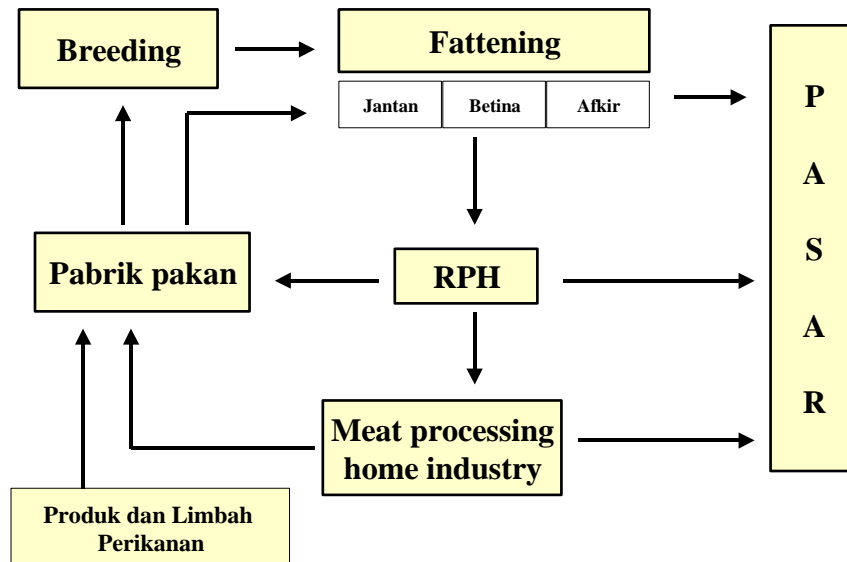 Breeding
Fattening
Jantan
Betina
Afkir
P
A
S
A
R
Pabrik pakan
RPH
Meat processing
home industry
Produk dan Limbah
Perikanan